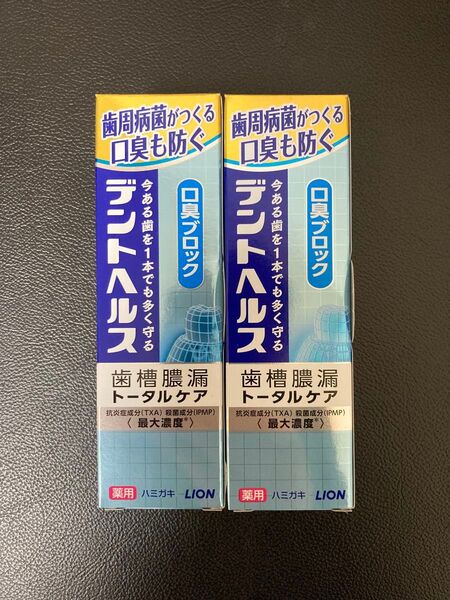 歯周病菌がつくる
口臭も防ぐ
デントヘルス
今ある歯を1本でも多く守る
口臭ブロック
歯槽膿漏
トータルケア
抗炎症成分(TXA) 殺菌成分(IPMP)
〈 最大濃度※ 〉
薬用 ハミガキ LION
歯周病菌がつくる
口臭も防ぐ
デントヘルス
今ある歯を1本でも多く守る
口臭ブロック
歯槽膿漏
トータルケア
抗炎症成分(TXA) 殺菌成分(IPMP)
〈 最大濃度※ 〉
薬用 ハミガキ LION